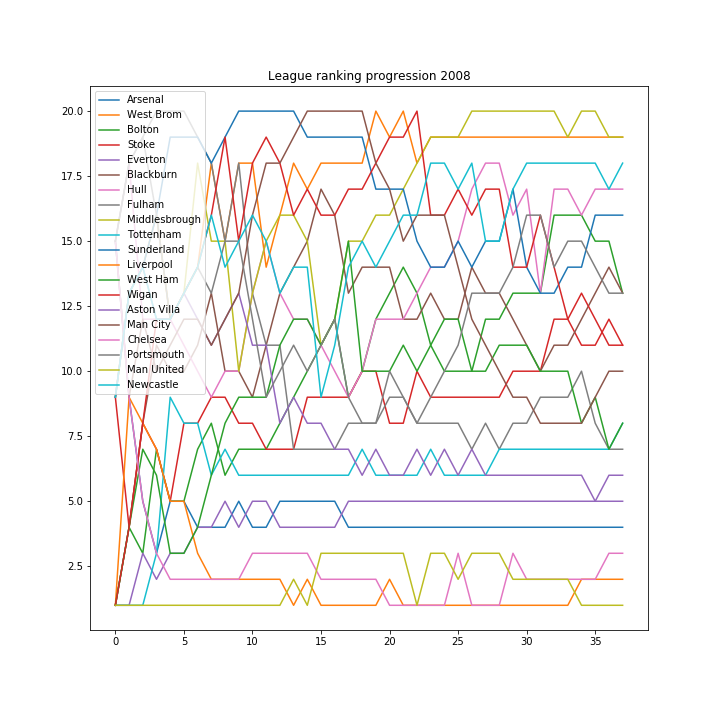 League ranking progression 2008
20.0
17.5
15.0
12.5
10.0
7.5
5.0
2.5
Arsenal
West Brom
Bolton
Stoke
Everton
Blackburn
Hull
Fulham
Middlesbrough
Tottenham
Sunderland
Liverpool
West Ham
Wigan
Aston Villa
Man City
Chelsea
Portsmouth
Man United
Newcastle
0 5 10 15 20 25 30 35